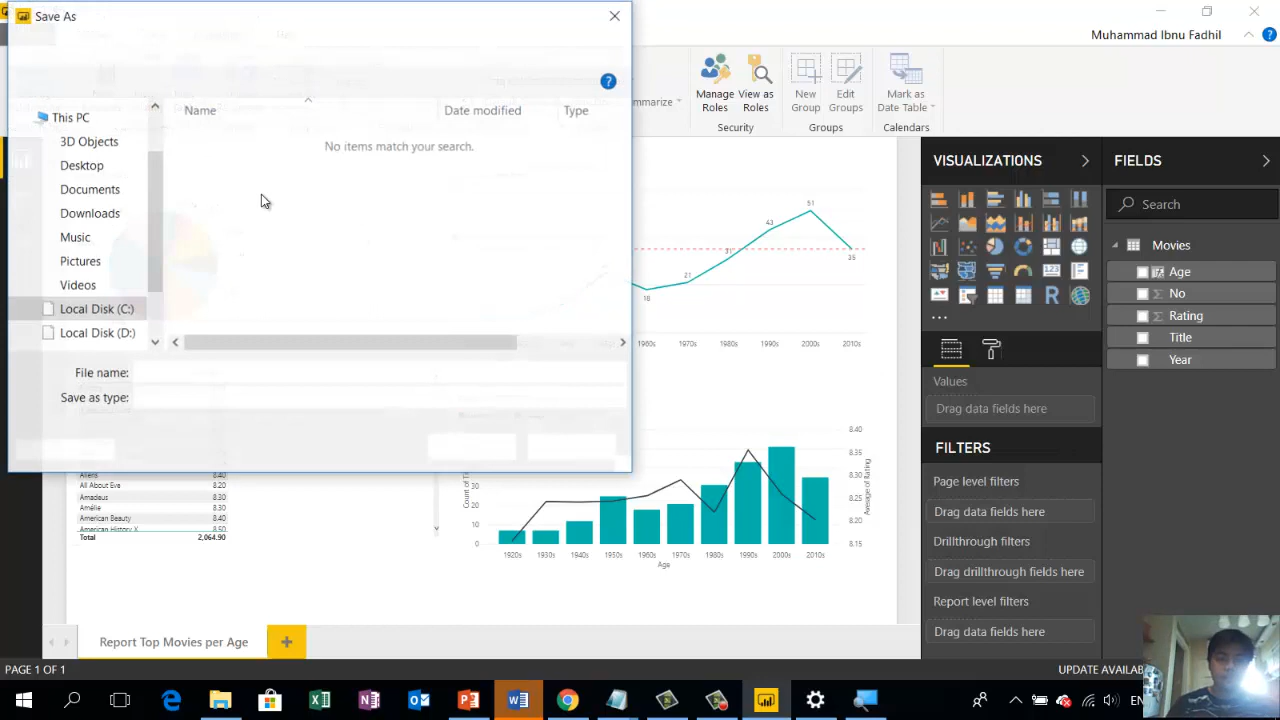 Save As
Muhammad Ibnu Fadhil
Name
Date modified
Type
No items match your search.
This PC
3D Objects
Desktop
Documents
Downloads
Music
Pictures
Videos
Local Disk (C:)
Local Disk (D:)
File name:
Save as type:
Manage Roles
View as Roles
Security
New Group
Edit Groups
Groups
Mark as Date Table
Calendars
51
43
31
35
21
18
1960s 1970s 1980s 1990s 2000s 2010s
Aliens 8.40
All About Eve 8.20
Amadeus 8.30
Amélie 8.30
American Beauty 8.40
American History X 8.50
Total 2,064.90
30
20
10
0
8.40
8.35
8.30
8.25
8.20
8.15
Average of Rating
1920s 1930s 1940s 1950s 1960s 1970s 1980s 1990s 2000s 2010s
Age
VISUALIZATIONS
R
Values
Drag data fields here
FILTERS
Page level filters
Drag data fields here
Drillthrough filters
Drag drillthrough fields here
Report level filters
Drag data fields here
FIELDS
Search
Movies
Age
No
Rating
Title
Year
Report Top Movies per Age
PAGE 1 OF 1
UPDATE AVAILAB